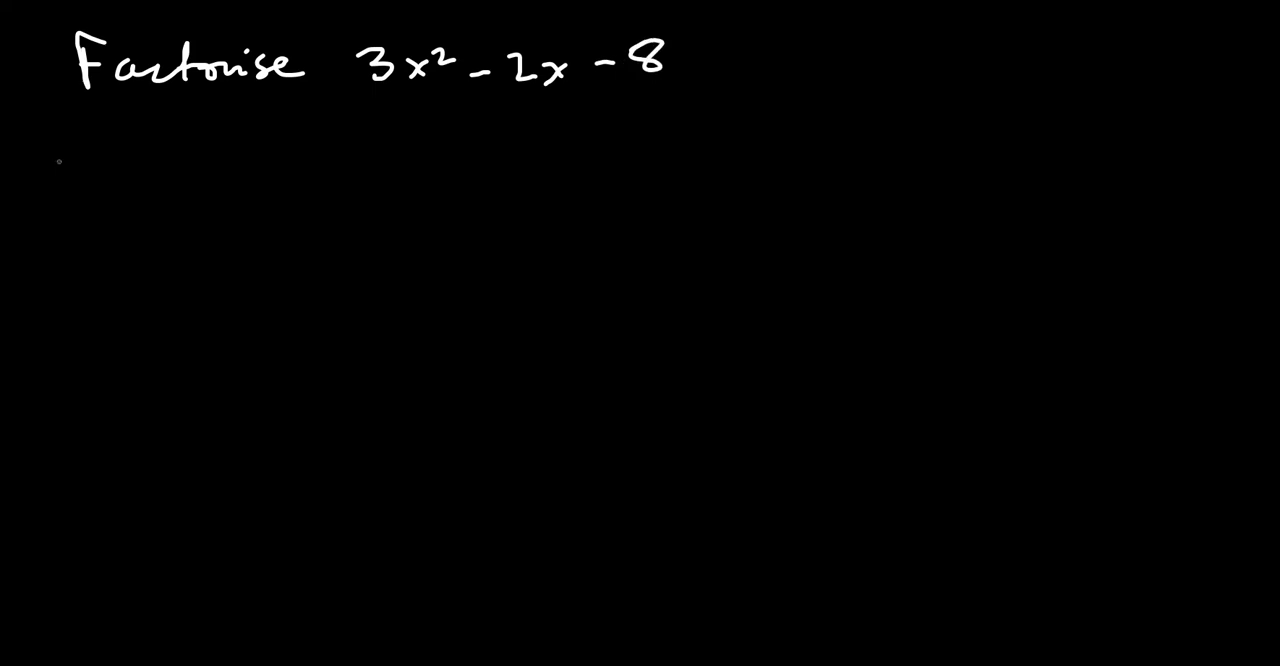 Factorise 3x² - 2x - 8